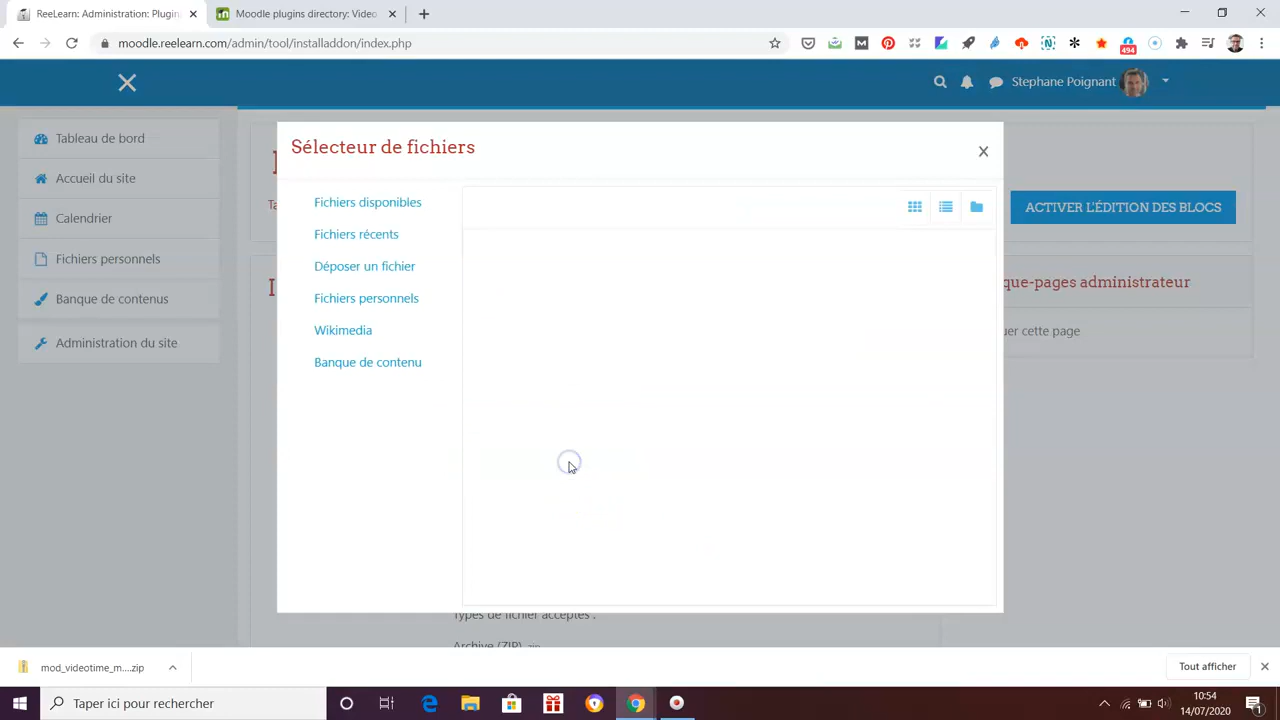 ReeLearn: Administration: Plugin
Moodle plugins directory: Video
moodle.reelearn.com/admin/tool/installaddon/index.php
494
Stephane Poignant
Tableau de bord
Accueil du site
Calendrier
Fichiers personnels
Banque de contenus
Administration du site
Sélecteur de fichiers
Fichiers disponibles
Fichiers récents
Déposer un fichier
Fichiers personnels
Wikimedia
Banque de contenu
ACTIVER L'ÉDITION DES BLOCS
que-pages administrateur
uer cette page
Types de fichier acceptés :
Archive (ZIP) .zip
mod_videotime_m....zip
Tout afficher
Taper ici pour rechercher
10:54
14/07/2020
1